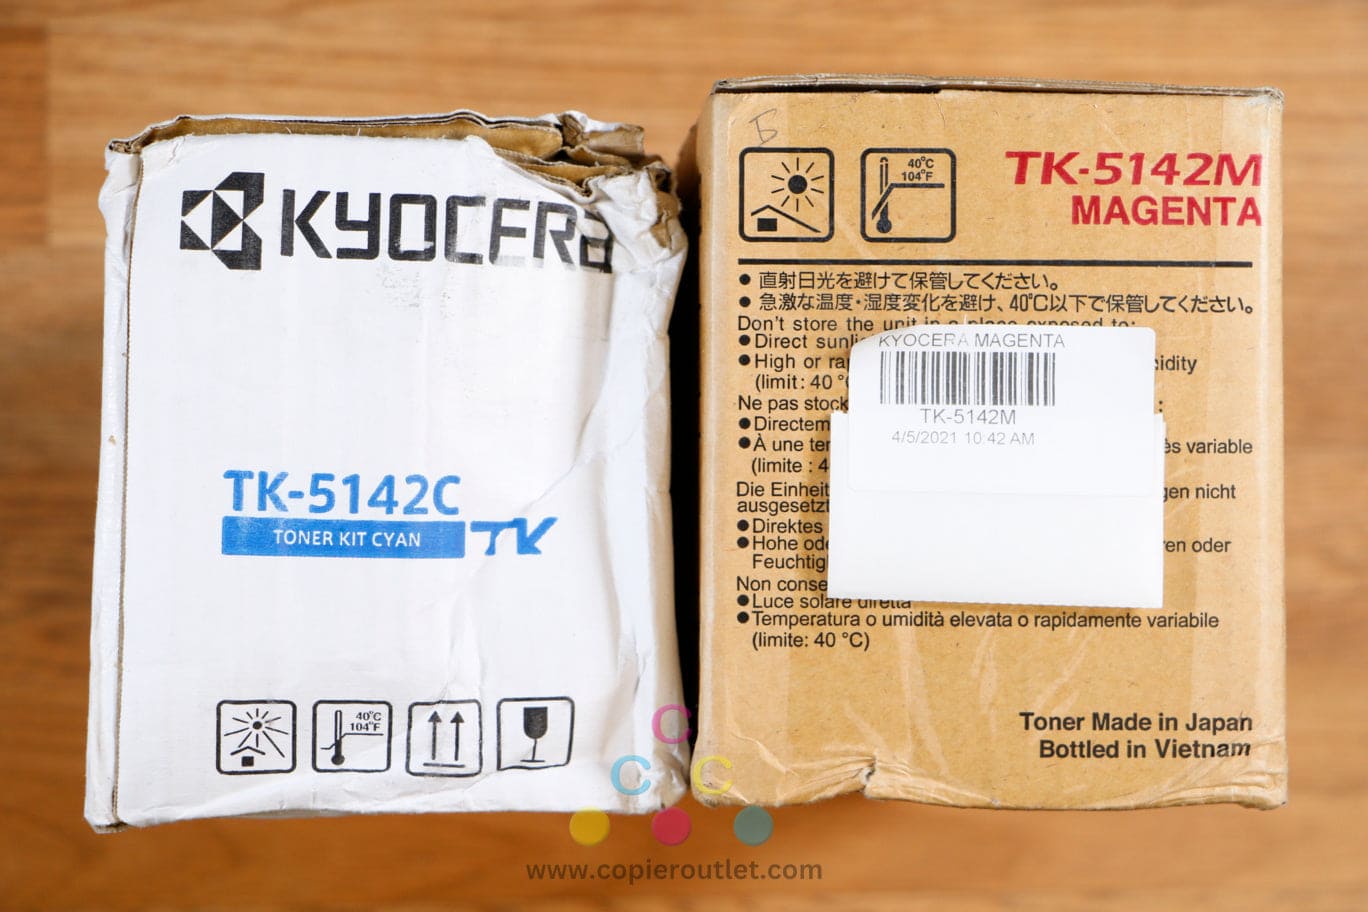 KYOCERA
TK-5142C
TONER KIT CYAN
TK
40°C
104°F
5
40°C
104°F
TK-5142M
MAGENTA
● 直射日光を避けて保管してください。
● 急激な温度・湿度変化を避け、40℃以下で保管してください。
Don't store the unit in a place exposed to:
● Direct sunli
● High or ra cidity
(limit: 40 °C
Ne pas stock :
● Directem
● À une ter ès variable
(limite : 4
Die Einheit gen nicht
ausgesetzt
● Direktes
● Hohe ode ren oder
Feuchtig
Non conse
● Luce solare diretta
● Temperatura o umidità elevata o rapidamente variabile
(limite: 40 °C)
KYOCERA MAGENTA
TK-5142M
4/5/2021 10:42 AM
Toner Made in Japan
Bottled in Vietnam
C
C C
www.copieroutlet.com